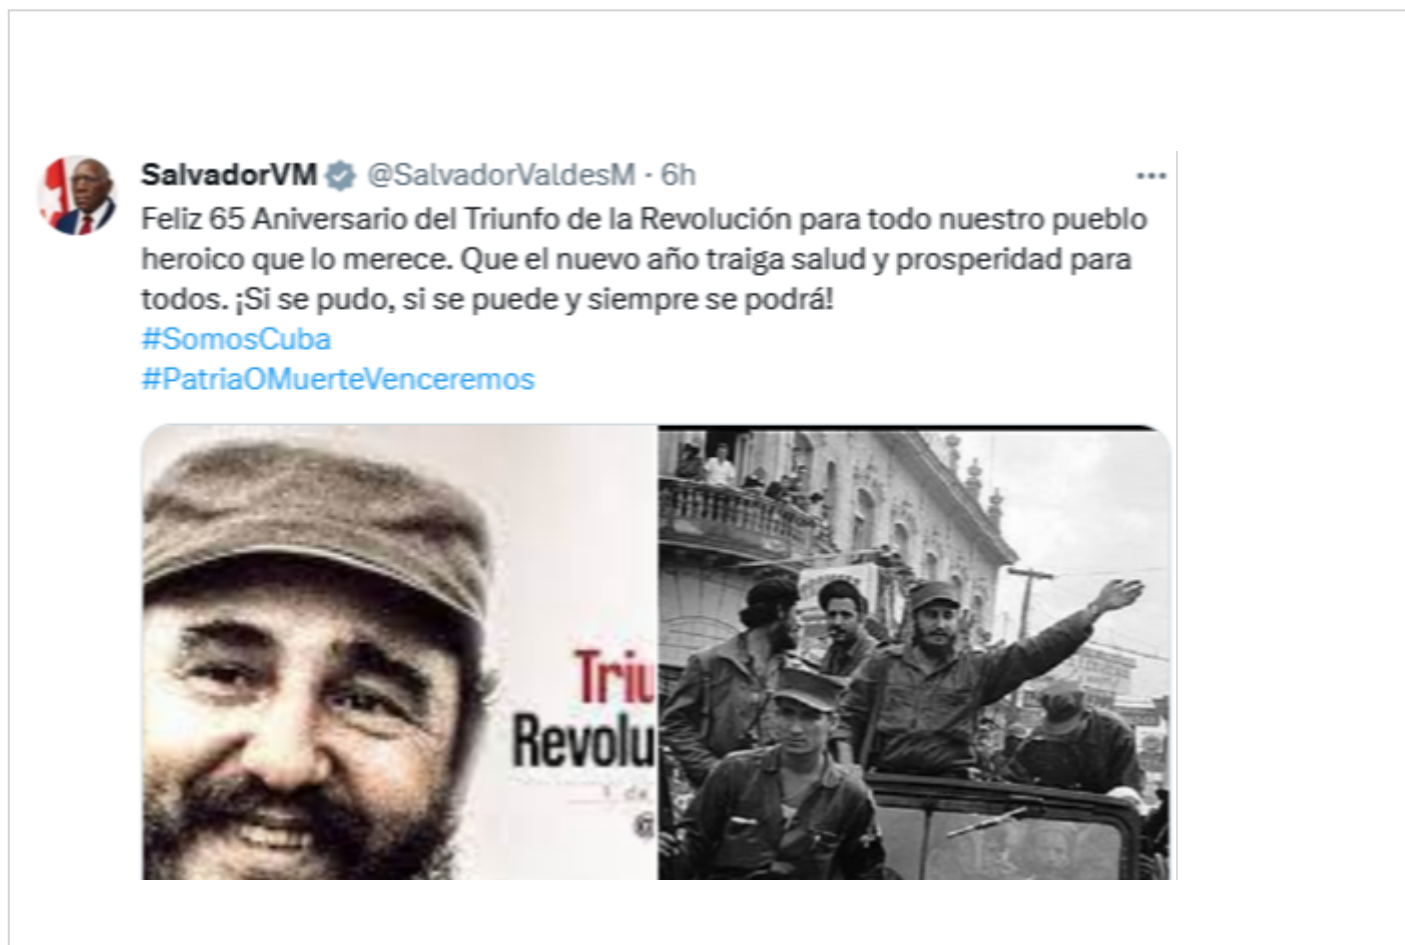 SalvadorVM @SalvadorValdesM · 6h
Feliz 65 Aniversario del Triunfo de la Revolución para todo nuestro pueblo
heroico que lo merece. Que el nuevo año traiga salud y prosperidad para
todos. ¡Si se pudo, si se puede y siempre se podrá!
#SomosCuba
#PatriaOMuerteVenceremos
Triu
Revolu
1 de